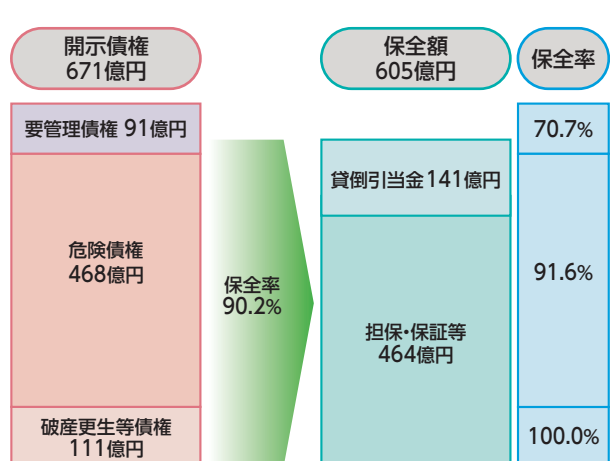 開示債権
671億円
保全額
605億円
保全率
要管理債権 91億円
危険債権
468億円
破産更生等債権
111億円
保全率
90.2%
貸倒引当金141億円
担保・保証等
464億円
70.7%
91.6%
100.0%